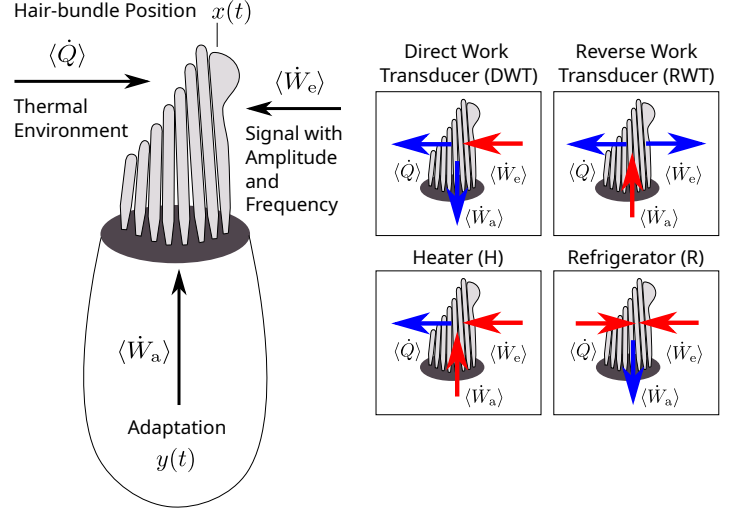 Hair-bundle Position x(t)
⟨Q̇⟩
Thermal
Environment
⟨Ẇₑ⟩
Signal with
Amplitude
and
Frequency
⟨Ẇₐ⟩
Adaptation
y(t)
Direct Work
Transducer (DWT)
⟨Q̇⟩ ⟨Ẇₑ⟩
⟨Ẇₐ⟩
Reverse Work
Transducer (RWT)
⟨Q̇⟩ ⟨Ẇₑ⟩
⟨Ẇₐ⟩
Heater (H)
⟨Q̇⟩ ⟨Ẇₑ⟩
⟨Ẇₐ⟩
Refrigerator (R)
⟨Q̇⟩ ⟨Ẇₑ⟩
⟨Ẇₐ⟩